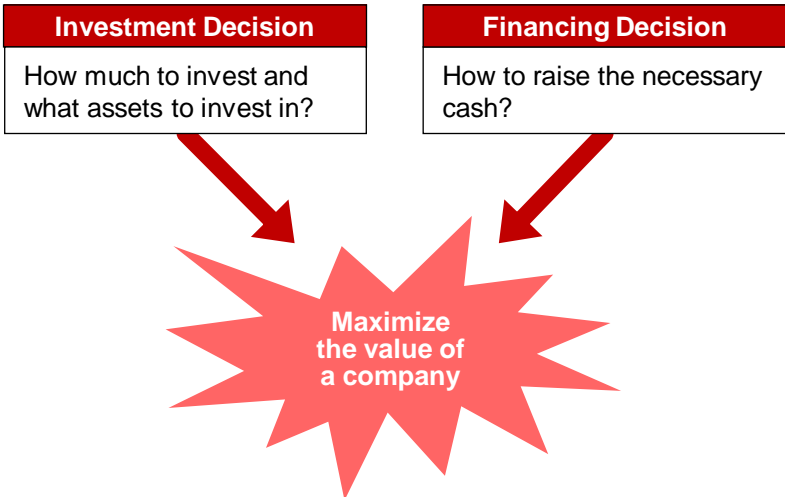 Investment Decision
How much to invest and
what assets to invest in?
Financing Decision
How to raise the necessary
cash?
Maximize
the value of
a company